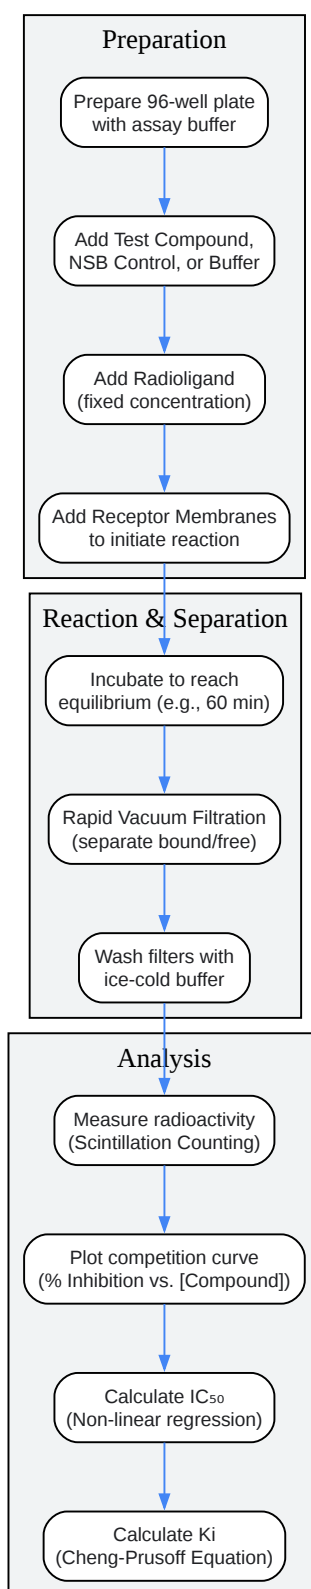 Preparation
Prepare 96-well plate
with assay buffer
Add Test Compound,
NSB Control, or Buffer
Add Radioligand
(fixed concentration)
Add Receptor Membranes
to initiate reaction
Reaction & Separation
Incubate to reach
equilibrium (e.g., 60 min)
Rapid Vacuum Filtration
(separate bound/free)
Wash filters with
ice-cold buffer
Analysis
Measure radioactivity
(Scintillation Counting)
Plot competition curve
(% Inhibition vs. [Compound])
Calculate IC₅₀
(Non-linear regression)
Calculate Ki
(Cheng-Prusoff Equation)